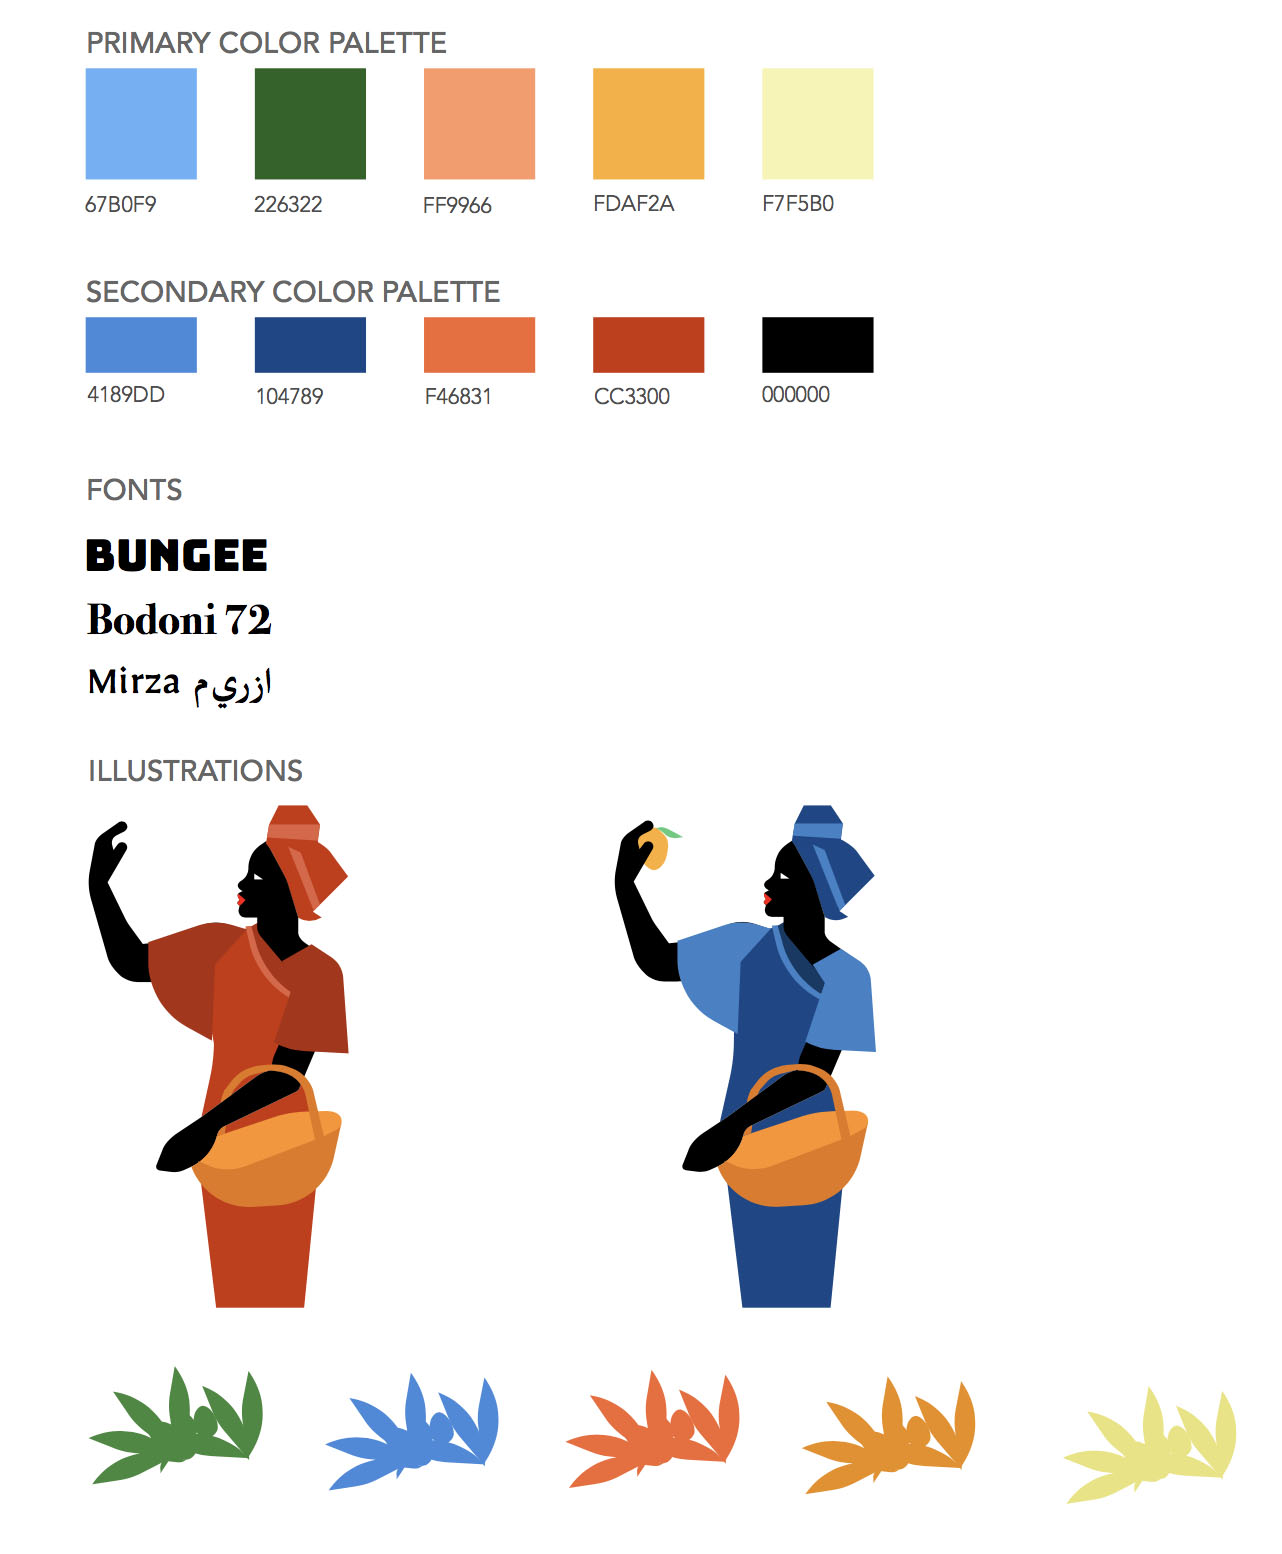 PRIMARY COLOR PALETTE
67B0F9 226322 FF9966 FDAF2A F7F5B0
SECONDARY COLOR PALETTE
4189DD 104789 F46831 CC3300 000000
FONTS
BUNGEE
Bodoni 72
Mirza ازري م
ILLUSTRATIONS